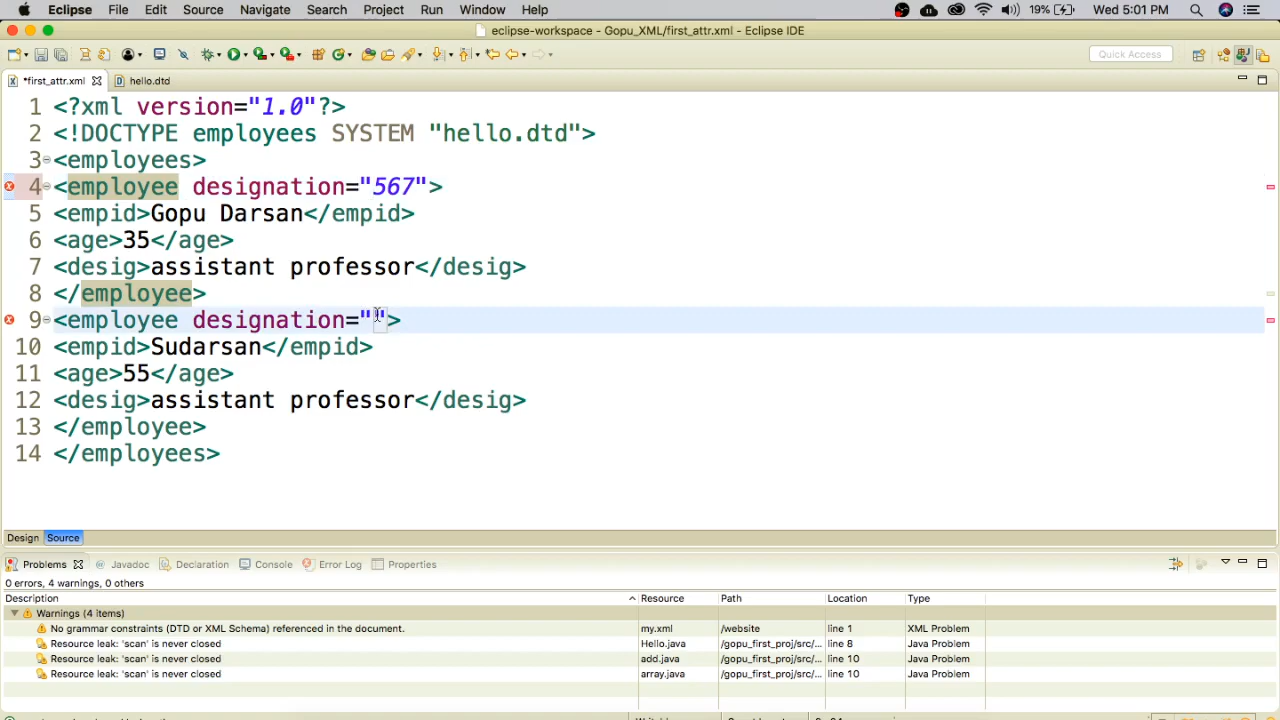 Eclipse File Edit Source Navigate Search Project Run Window Help 19% Wed 5:01 PM
eclipse-workspace - Gopu_XML/first_attr.xml - Eclipse IDE
Quick Access
*first_attr.xml hello.dtd
1 <?xml version="1.0"?>
2 <!DOCTYPE employees SYSTEM "hello.dtd">
3 <employees>
4 <employee designation="567">
5 <empid>Gopu Darsan</empid>
6 <age>35</age>
7 <desig>assistant professor</desig>
8 </employee>
9 <employee designation="">
10 <empid>Sudarsan</empid>
11 <age>55</age>
12 <desig>assistant professor</desig>
13 </employee>
14 </employees>
Design Source
Problems Javadoc Declaration Console Error Log Properties
0 errors, 4 warnings, 0 others
Description Resource Path Location Type
Warnings (4 items)
No grammar constraints (DTD or XML Schema) referenced in the document. my.xml /website line 1 XML Problem
Resource leak: 'scan' is never closed Hello.java /gopu_first_proj/src/... line 8 Java Problem
Resource leak: 'scan' is never closed add.java /gopu_first_proj/src/... line 10 Java Problem
Resource leak: 'scan' is never closed array.java /gopu_first_proj/src/... line 10 Java Problem